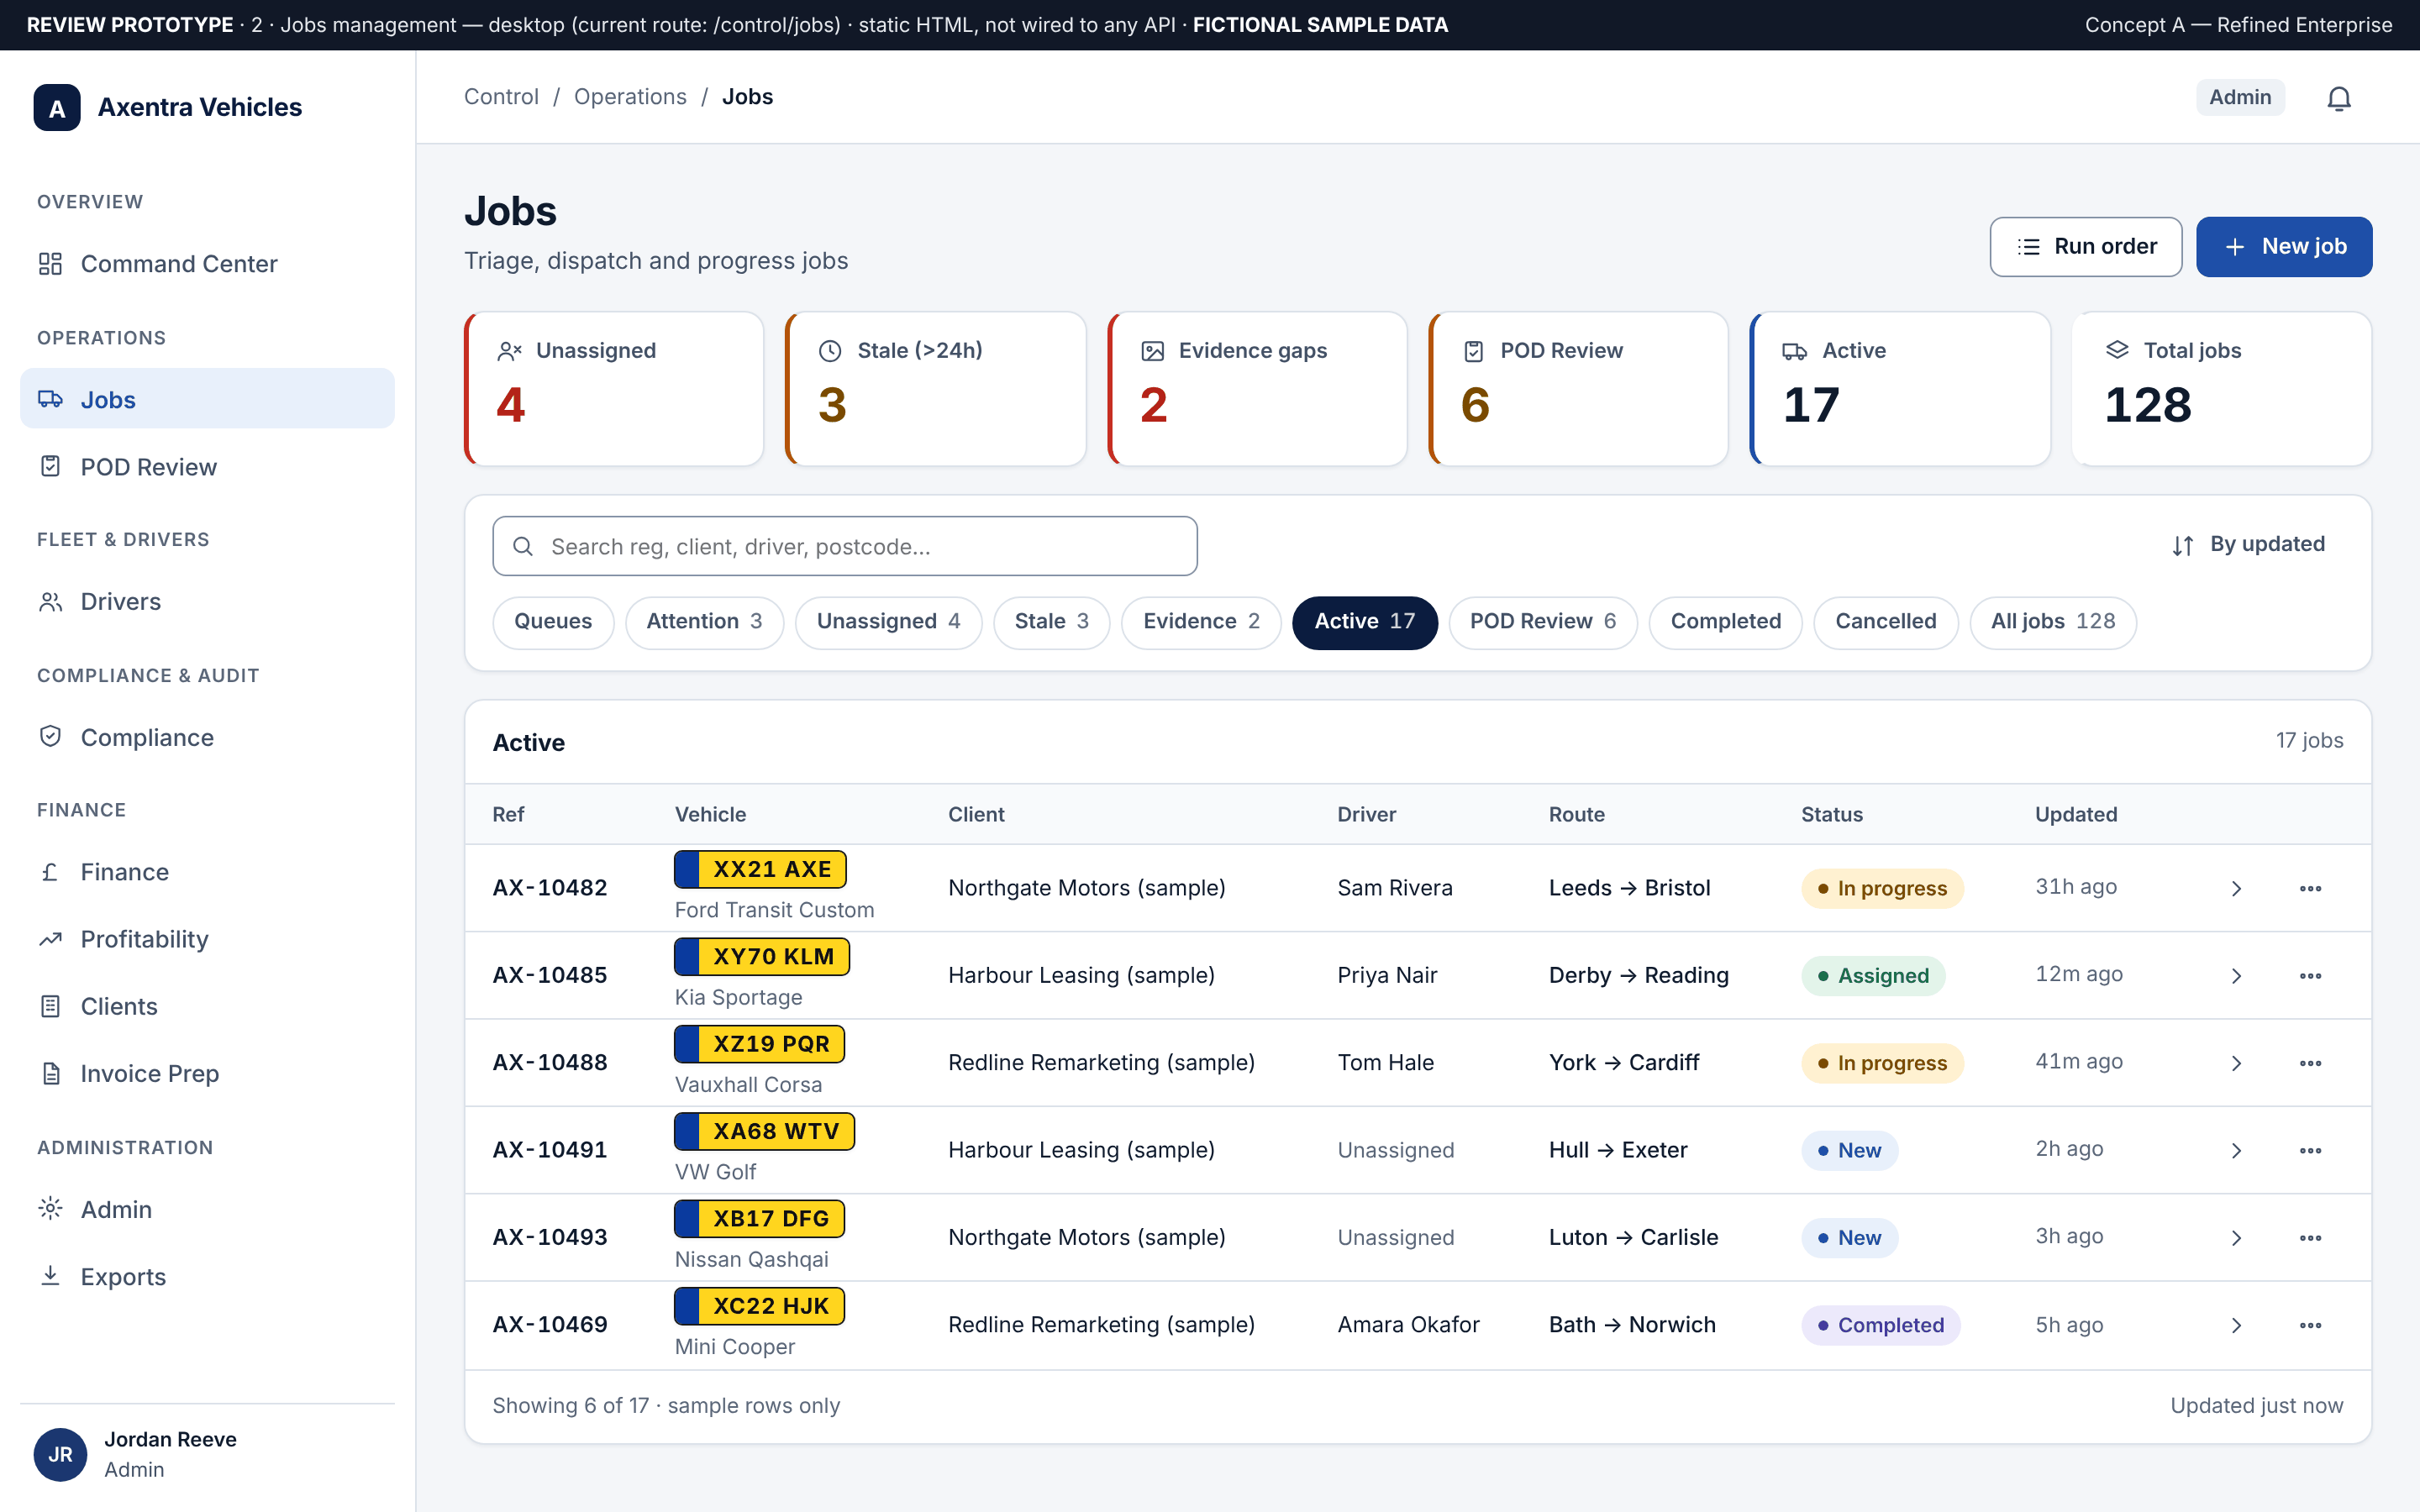 REVIEW PROTOTYPE · 2 · Jobs management — desktop (current route: /control/jobs) · static HTML, not wired to any API · FICTIONAL SAMPLE DATA
Concept A — Refined Enterprise
A Axentra Vehicles
OVERVIEW
Command Center
OPERATIONS
Jobs
POD Review
FLEET & DRIVERS
Drivers
COMPLIANCE & AUDIT
Compliance
FINANCE
Finance
Profitability
Clients
Invoice Prep
ADMINISTRATION
Admin
Exports
JR
Jordan Reeve
Admin
Control / Operations / Jobs
Admin
Jobs
Triage, dispatch and progress jobs
Run order
New job
Unassigned
4
Stale (>24h)
3
Evidence gaps
2
POD Review
6
Active
17
Total jobs
128
Search reg, client, driver, postcode...
By updated
Queues
Attention 3
Unassigned 4
Stale 3
Evidence 2
Active 17
POD Review 6
Completed
Cancelled
All jobs 128
Active
17 jobs
Ref Vehicle Client Driver Route Status Updated
AX-10482 XX21 AXE Northgate Motors (sample) Sam Rivera Leeds → Bristol In progress 31h ago
Ford Transit Custom
AX-10485 XY70 KLM Harbour Leasing (sample) Priya Nair Derby → Reading Assigned 12m ago
Kia Sportage
AX-10488 XZ19 PQR Redline Remarketing (sample) Tom Hale York → Cardiff In progress 41m ago
Vauxhall Corsa
AX-10491 XA68 WTV Harbour Leasing (sample) Unassigned Hull → Exeter New 2h ago
VW Golf
AX-10493 XB17 DFG Northgate Motors (sample) Unassigned Luton → Carlisle New 3h ago
Nissan Qashqai
AX-10469 XC22 HJK Redline Remarketing (sample) Amara Okafor Bath → Norwich Completed 5h ago
Mini Cooper
Showing 6 of 17 · sample rows only
Updated just now